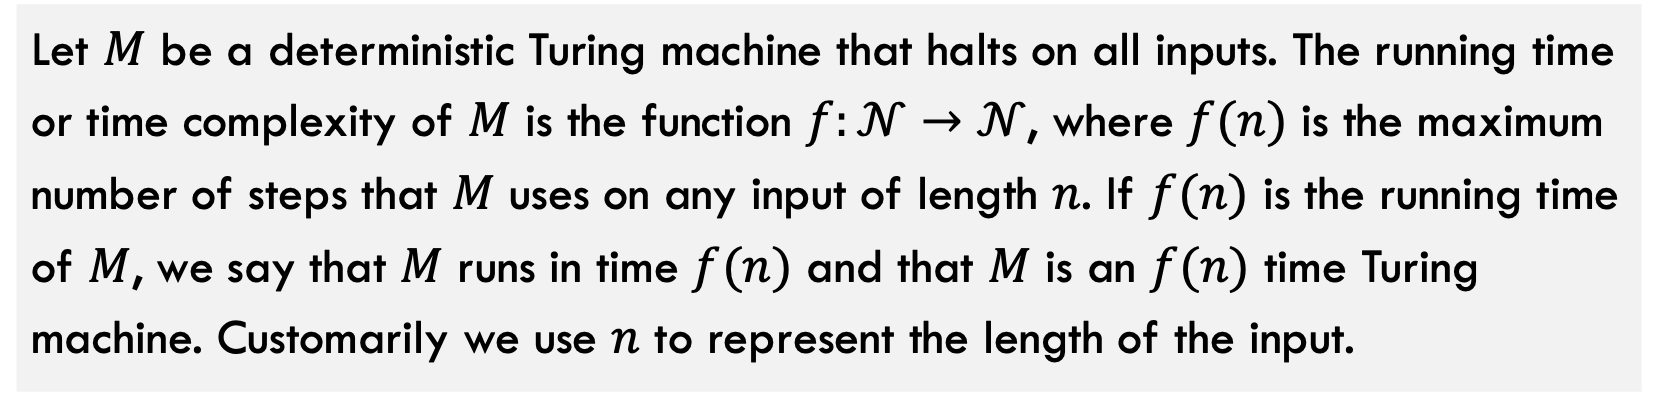 Let 𝑀 be a deterministic Turing machine that halts on all inputs. The running time
or time complexity of 𝑀 is the function 𝑓: 𝒩 → 𝒩, where 𝑓(𝑛) is the maximum
number of steps that 𝑀 uses on any input of length 𝑛. If 𝑓(𝑛) is the running time
of 𝑀, we say that 𝑀 runs in time 𝑓(𝑛) and that 𝑀 is an 𝑓(𝑛) time Turing
machine. Customarily we use 𝑛 to represent the length of the input.